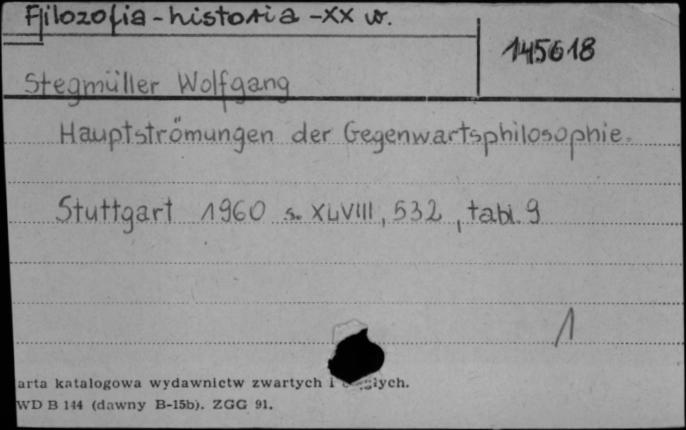 Filozofia - historia - XX w.
145618
Stegmüller Wolfgang
Hauptströmungen der Gegenwartsphilosophie.
Stuttgart 1960 s. XLVIII, 532, tabl. 9
1
arta katalogowa wydawnictw zwartych i
WD B 144 (dawny B-15b). ZGG 91.